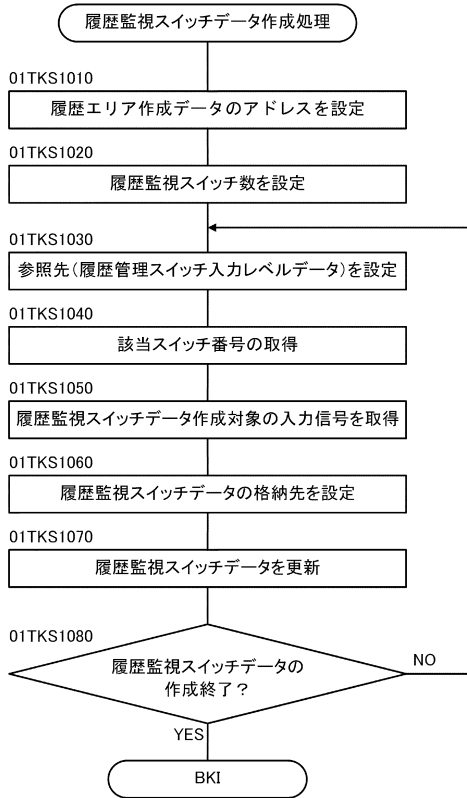 履歴監視スイッチデータ作成処理
01TKS1010
履歴エリア作成データのアドレスを設定
01TKS1020
履歴監視スイッチ数を設定
01TKS1030
参照先(履歴管理スイッチ入力レベルデータ)を設定
01TKS1040
該当スイッチ番号の取得
01TKS1050
履歴監視スイッチデータ作成対象の入力信号を取得
01TKS1060
履歴監視スイッチデータの格納先を設定
01TKS1070
履歴監視スイッチデータを更新
01TKS1080
履歴監視スイッチデータの
作成終了?
NO
YES
BKI